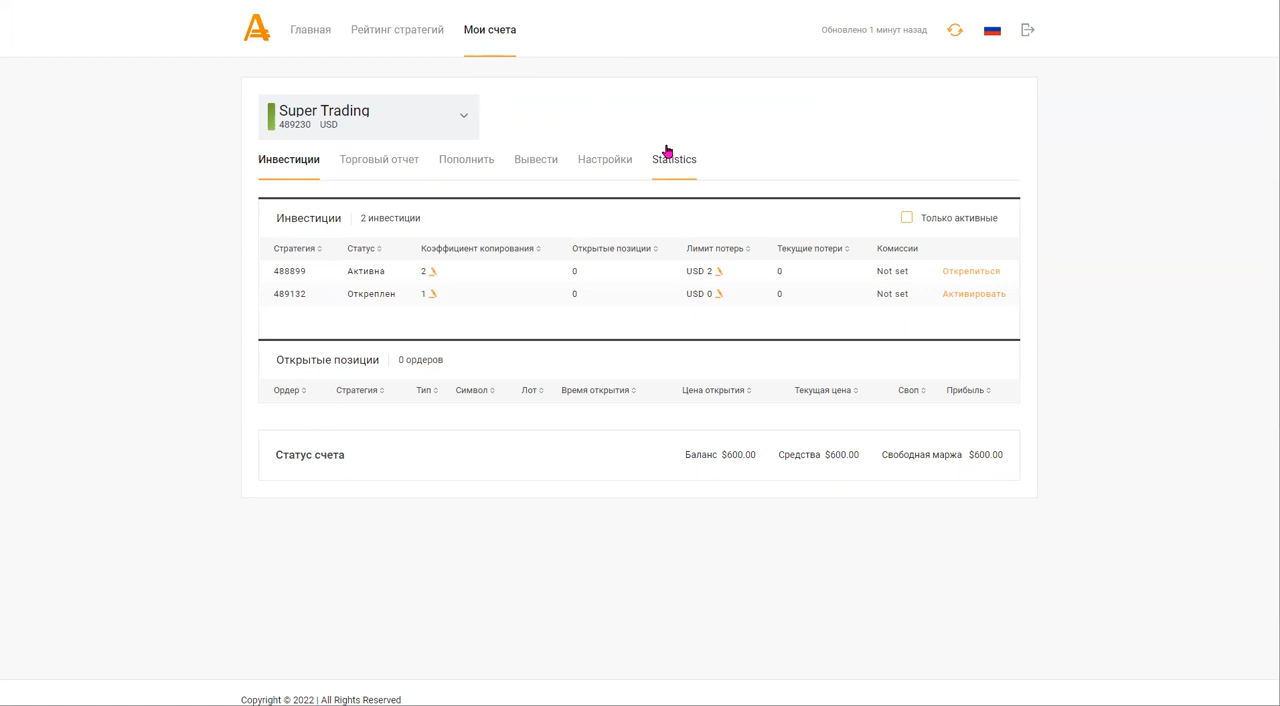 Главная Рейтинг стратегий Мои счета Обновлено 1 минут назад
Super Trading
489230 USD
Инвестиции Торговый отчет Пополнить Вывести Настройки Statistics
Инвестиции 2 инвестиции Только активные
Стратегия Статус Коэффициент копирования Открытые позиции Лимит потерь Текущие потери Комиссии
488899 Активна 2 0 USD 2 0 Not set Открепиться
489132 Откреплен 1 0 USD 0 0 Not set Активировать
Открытые позиции 0 ордеров
Ордер Стратегия Тип Символ Лот Время открытия Цена открытия Текущая цена Своп Прибыль
Статус счета Баланс $600.00 Средства $600.00 Свободная маржа $600.00
Copyright © 2022 | All Rights Reserved